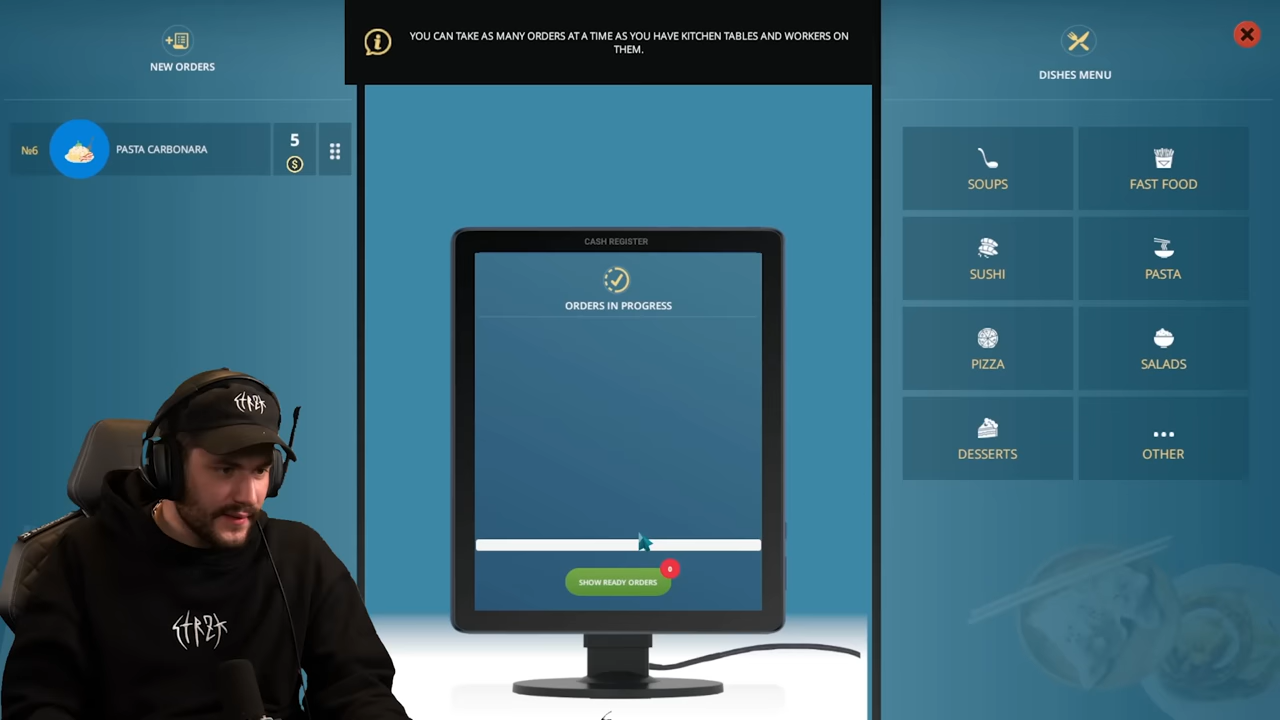 NEW ORDERS
YOU CAN TAKE AS MANY ORDERS AT A TIME AS YOU HAVE KITCHEN TABLES AND WORKERS ON
THEM.
DISHES MENU
№6
PASTA CARBONARA
5
CASH REGISTER
ORDERS IN PROGRESS
SHOW READY ORDERS
0
SOUPS
FAST FOOD
SUSHI
PASTA
PIZZA
SALADS
DESSERTS
OTHER